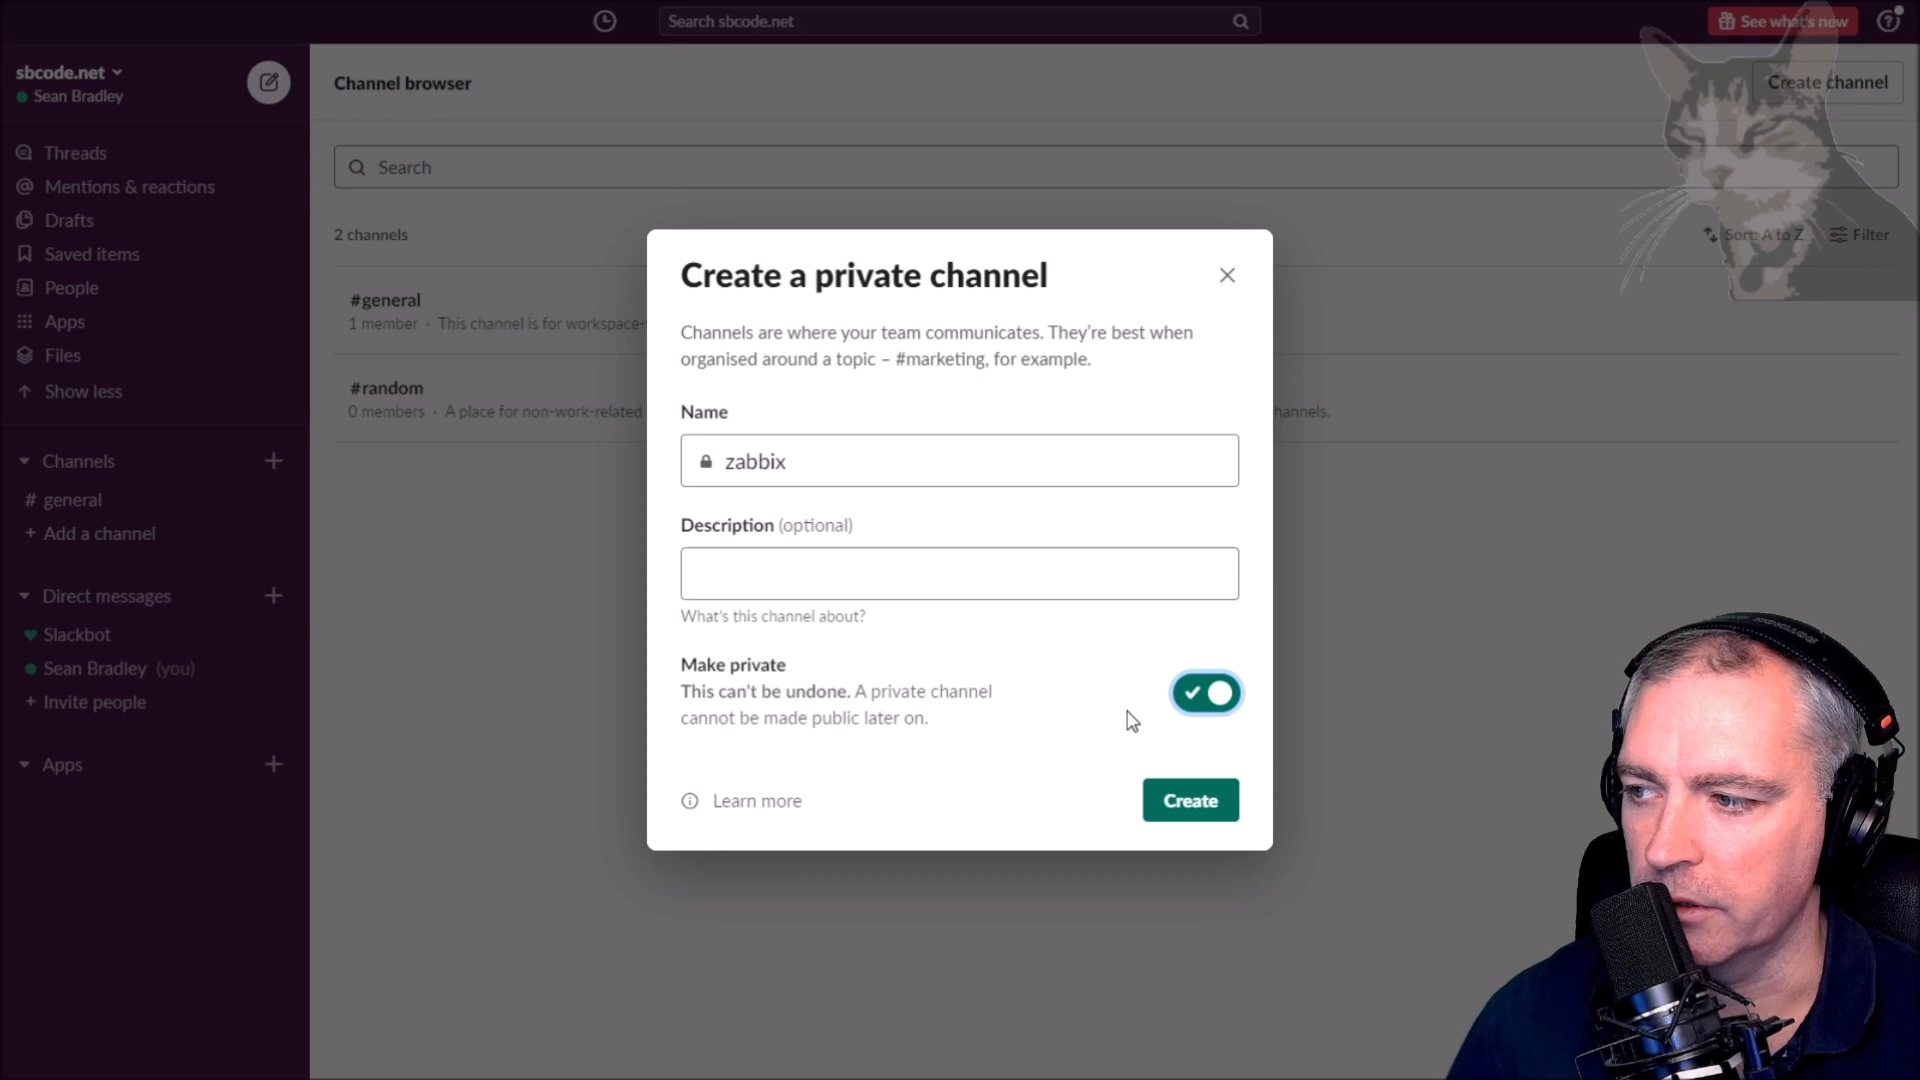 Search sbcode.net
See what's new
sbcode.net
Sean Bradley
Channel browser
Create channel
Threads
Mentions & reactions
Drafts
Saved items
People
Apps
Files
Show less
Channels
# general
+ Add a channel
Direct messages
Slackbot
Sean Bradley (you)
+ Invite people
Apps
Search
2 channels
Sort: A to Z
Filter
#general
1 member · This channel is for workspace-
#random
0 members · A place for non-work-related
hannels.
Create a private channel
Channels are where your team communicates. They're best when
organised around a topic – #marketing, for example.
Name
zabbix
Description (optional)
What's this channel about?
Make private
This can't be undone. A private channel
cannot be made public later on.
Learn more
Create